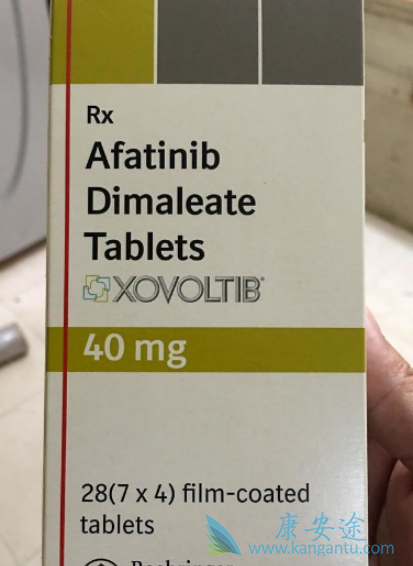 Rx
Afatinib
Dimaleate
Tablets
XOVOLTIB®
40 mg
28(7 x 4) film-coated
tablets
康安途
www.kangantu.com
Boehringer